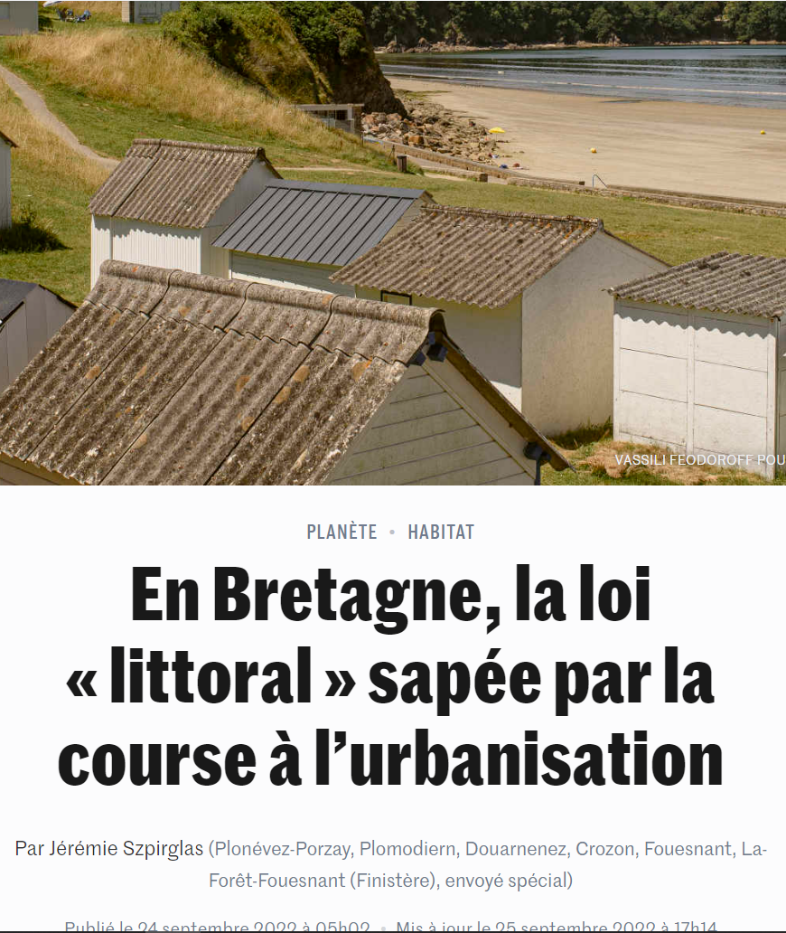 VASSILI FEODOROFF POU
PLANÈTE • HABITAT
En Bretagne, la loi
« littoral » sapée par la
course à l’urbanisation
Par Jérémie Szpirglas (Plonévez-Porzay, Plomodiern, Douarnenez, Crozon, Fouesnant, La-
Forêt-Fouesnant (Finistère), envoyé spécial)
Publié le 24 septembre 2022 à 05h02 • Mis à jour le 25 septembre 2022 à 17h14